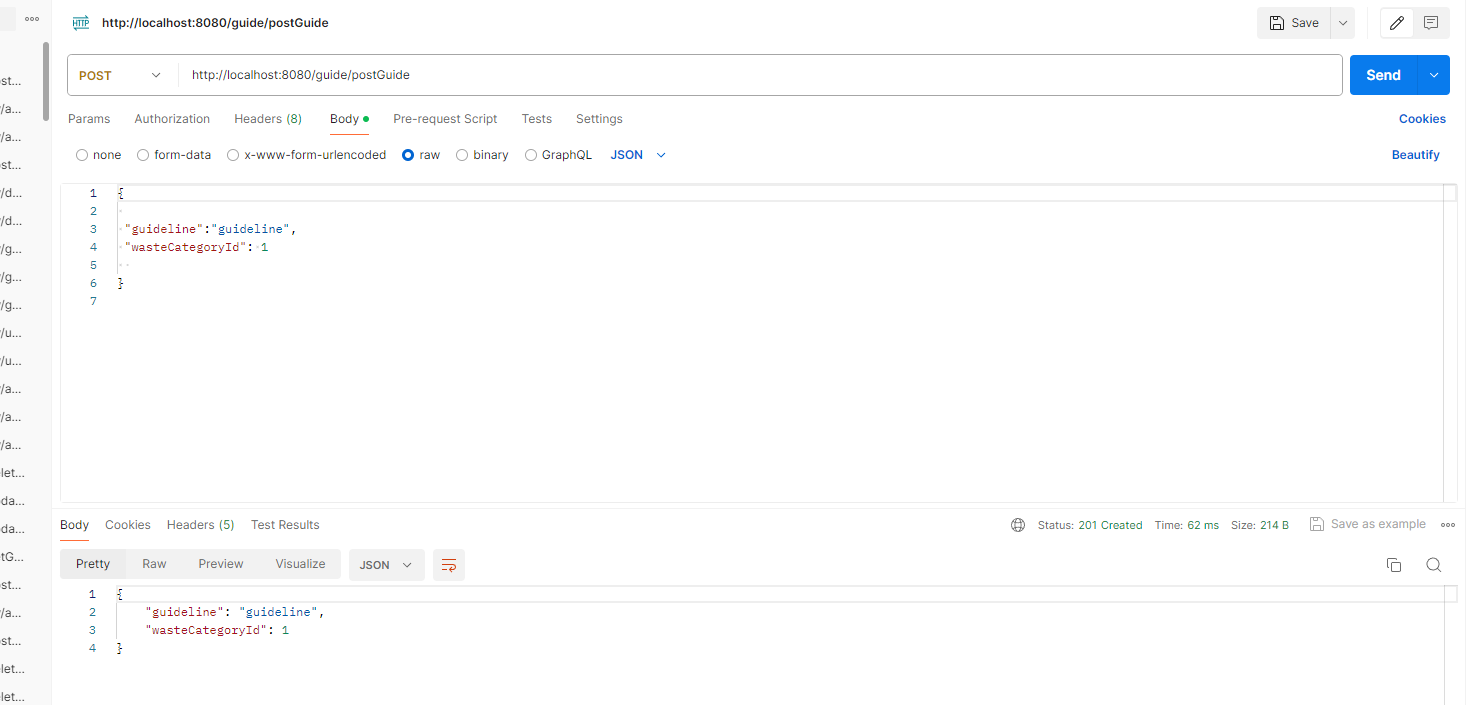 HTTP http://localhost:8080/guide/postGuide Save
POST http://localhost:8080/guide/postGuide Send
Params Authorization Headers (8) Body Pre-request Script Tests Settings Cookies
none form-data x-www-form-urlencoded raw binary GraphQL JSON Beautify
1 {
2
3 "guideline":"guideline",
4 "wasteCategoryId": 1
5
6 }
7
st...
/a...
/a...
st...
/d...
/d...
/g...
/g...
/g...
/u...
/u...
/a...
/a...
/a...
let...
da...
da...
tG...
st...
/a...
st...
let...
let...
Body Cookies Headers (5) Test Results Status: 201 Created Time: 62 ms Size: 214 B Save as example
Pretty Raw Preview Visualize JSON
1 {
2 "guideline": "guideline",
3 "wasteCategoryId": 1
4 }